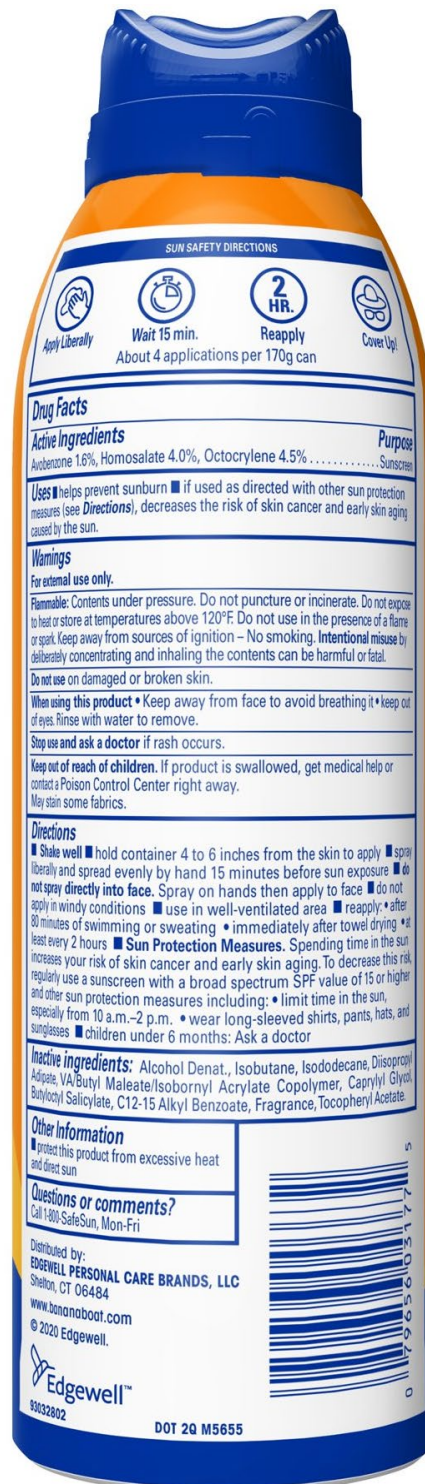 SUN SAFETY DIRECTIONS
Apply Liberally
Wait 15 min.
2
HR.
Reapply
Cover Up!
About 4 applications per 170g can
Drug Facts
Active Ingredients Purpose
Avobenzone 1.6%, Homosalate 4.0%, Octocrylene 4.5% ............ Sunscreen
Uses ■ helps prevent sunburn ■ if used as directed with other sun protection
measures (see Directions), decreases the risk of skin cancer and early skin aging
caused by the sun.
Warnings
For external use only.
Flammable: Contents under pressure. Do not puncture or incinerate. Do not expose
to heat or store at temperatures above 120°F. Do not use in the presence of a flame
or spark. Keep away from sources of ignition – No smoking. Intentional misuse by
deliberately concentrating and inhaling the contents can be harmful or fatal.
Do not use on damaged or broken skin.
When using this product • Keep away from face to avoid breathing it • keep out
of eyes. Rinse with water to remove.
Stop use and ask a doctor if rash occurs.
Keep out of reach of children. If product is swallowed, get medical help or
contact a Poison Control Center right away.
May stain some fabrics.
Directions
■ Shake well ■ hold container 4 to 6 inches from the skin to apply ■ spray
liberally and spread evenly by hand 15 minutes before sun exposure ■ do
not spray directly into face. Spray on hands then apply to face ■ do not
apply in windy conditions ■ use in well-ventilated area ■ reapply: • after
80 minutes of swimming or sweating • immediately after towel drying • at
least every 2 hours ■ Sun Protection Measures. Spending time in the sun
increases your risk of skin cancer and early skin aging. To decrease this risk,
regularly use a sunscreen with a broad spectrum SPF value of 15 or higher
and other sun protection measures including: • limit time in the sun,
especially from 10 a.m.–2 p.m. • wear long-sleeved shirts, pants, hats, and
sunglasses ■ children under 6 months: Ask a doctor
Inactive ingredients: Alcohol Denat., Isobutane, Isododecane, Diisopropyl
Adipate, VA/Butyl Maleate/Isobornyl Acrylate Copolymer, Caprylyl Glycol,
Butyloctyl Salicylate, C12-15 Alkyl Benzoate, Fragrance, Tocopheryl Acetate.
Other Information
■ protect this product from excessive heat
and direct sun
Questions or comments?
Call 1-800-SafeSun, Mon-Fri
Distributed by:
EDGEWELL PERSONAL CARE BRANDS, LLC
Shelton, CT 06484
www.bananaboat.com
© 2020 Edgewell.
Edgewell™
93032802
DOT 2Q M5655
0 79656 03177 5